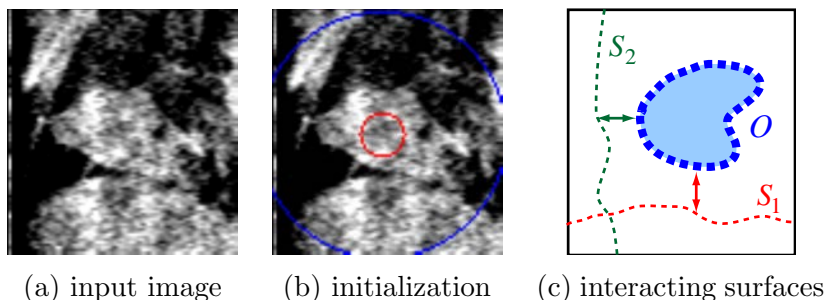 S2
O
S1
(a) input image
(b) initialization
(c) interacting surfaces